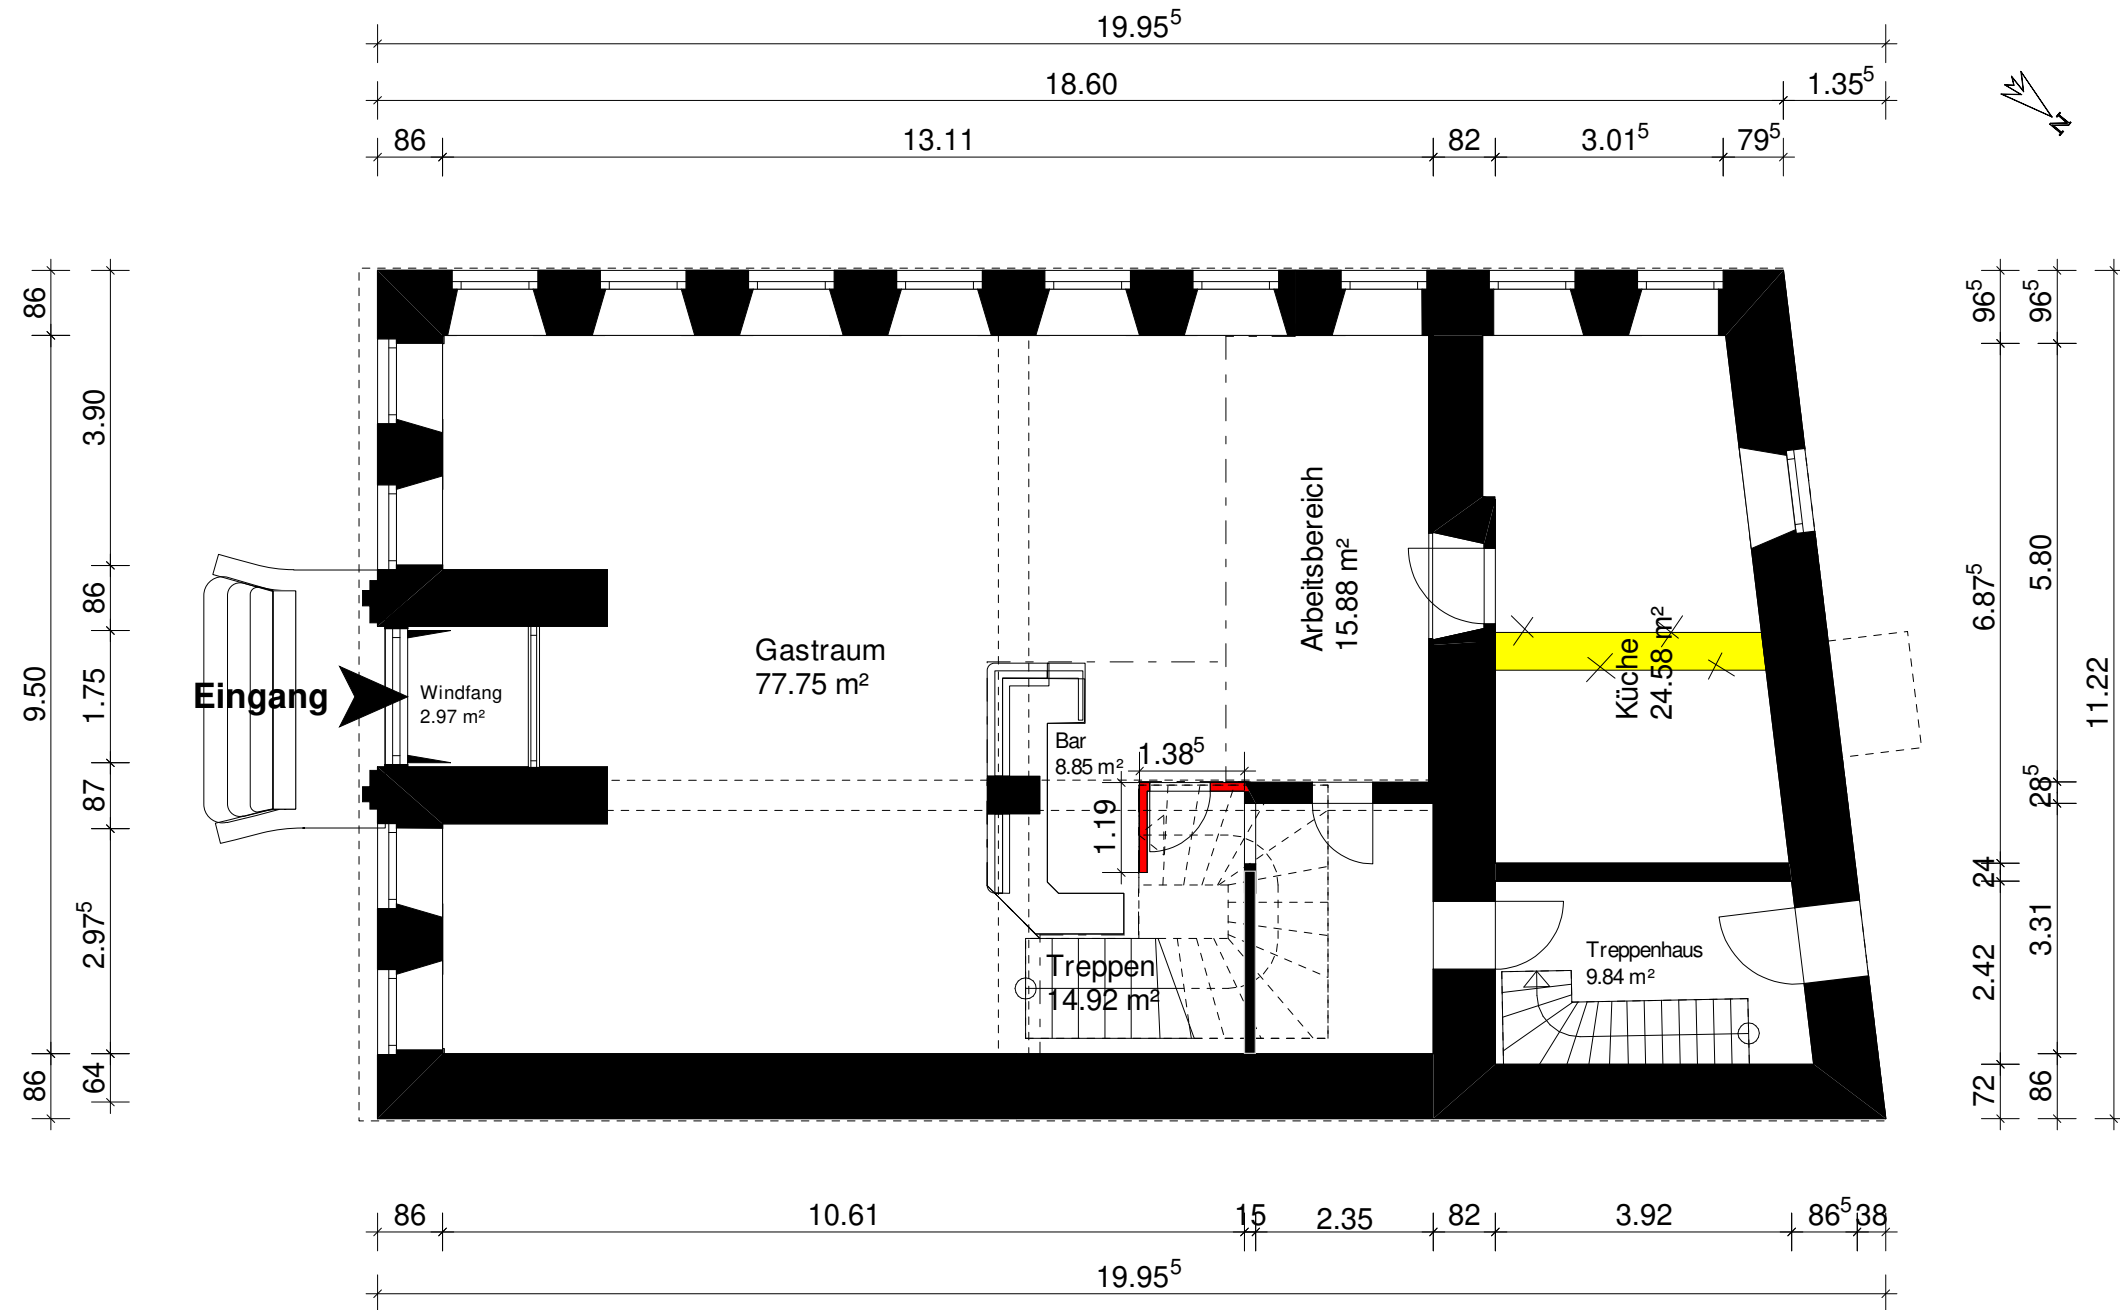 19.95⁵
18.60
1.35⁵
86
13.11
82
3.01⁵
79⁵
N
86
9.50
86
3.90
86
1.75
87
2.97⁵
64
96⁵
6.87⁵
24
2.42
72
96⁵
5.80
28⁵
3.31
86
11.22
Eingang
Windfang
2.97 m²
Gastraum
77.75 m²
Arbeitsbereich
15.88 m²
Küche
24.58 m²
Bar
8.85 m²
1.38⁵
1.19
Treppen
14.92 m²
Treppenhaus
9.84 m²
86
10.61
15
2.35
82
3.92
86⁵
38
19.95⁵